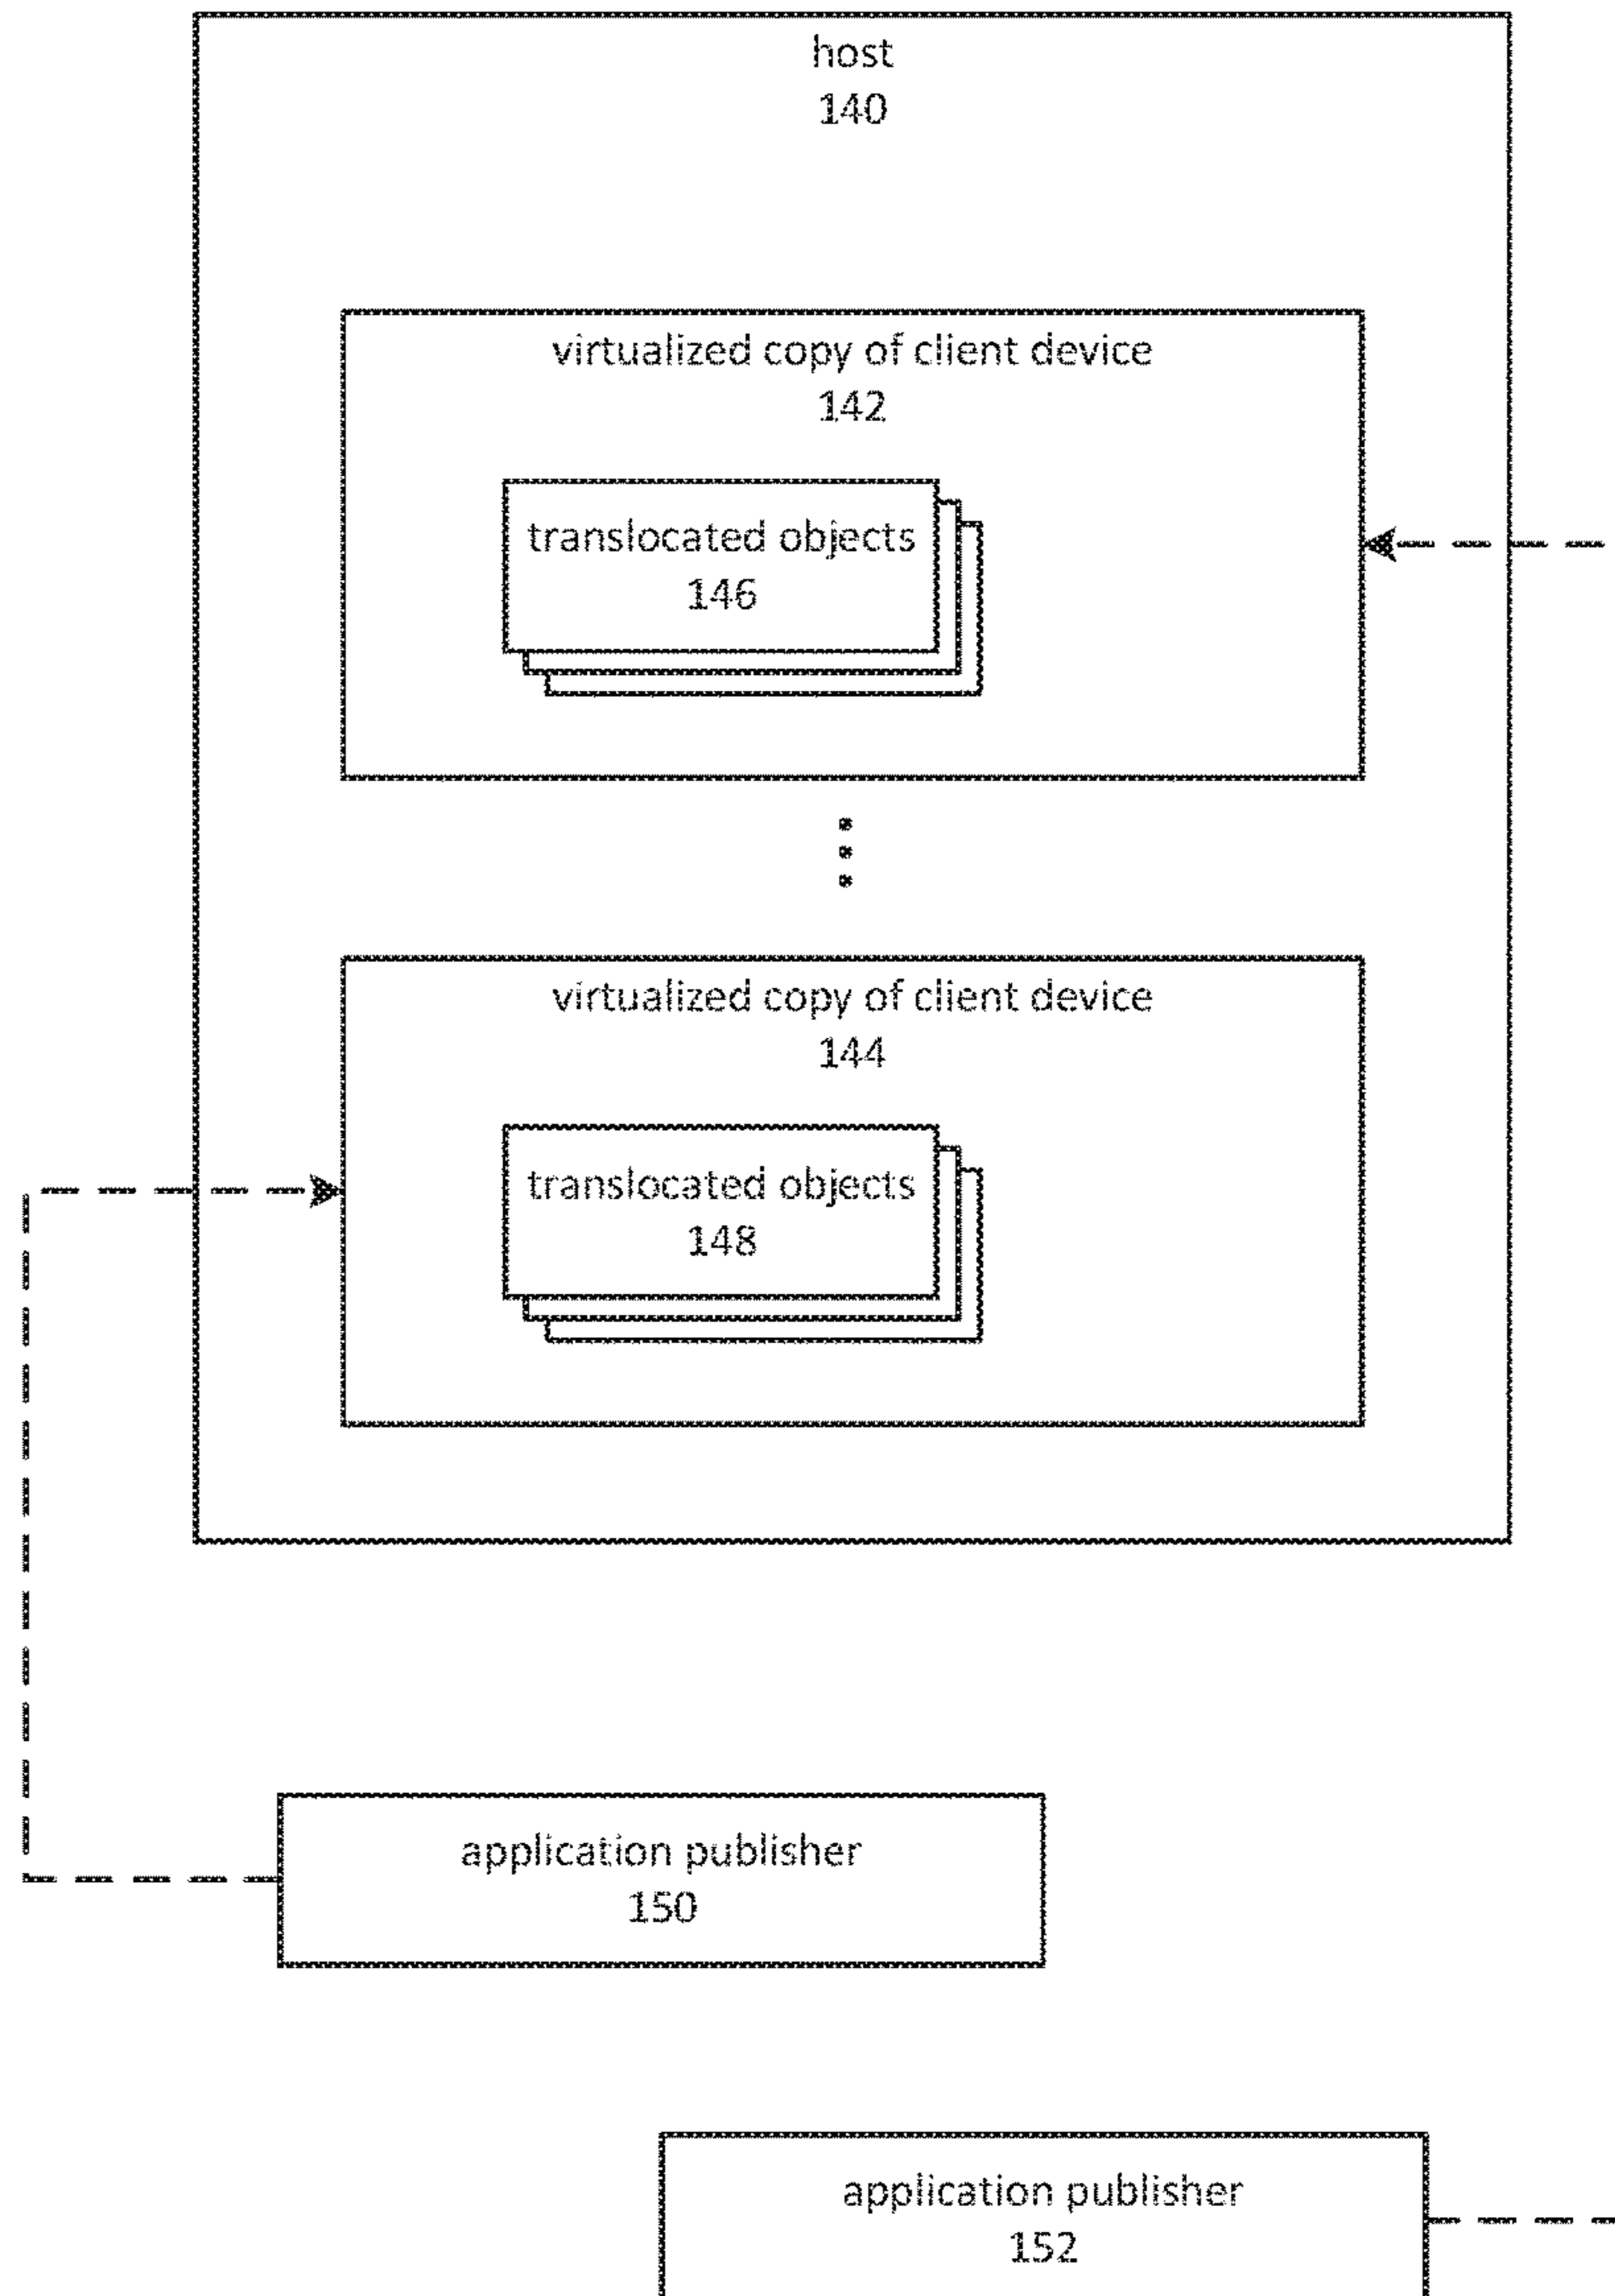 host
140
virtualized copy of client device
142
translocated objects
146
virtualized copy of client device
144
translocated objects
148
application publisher
150
application publisher
152